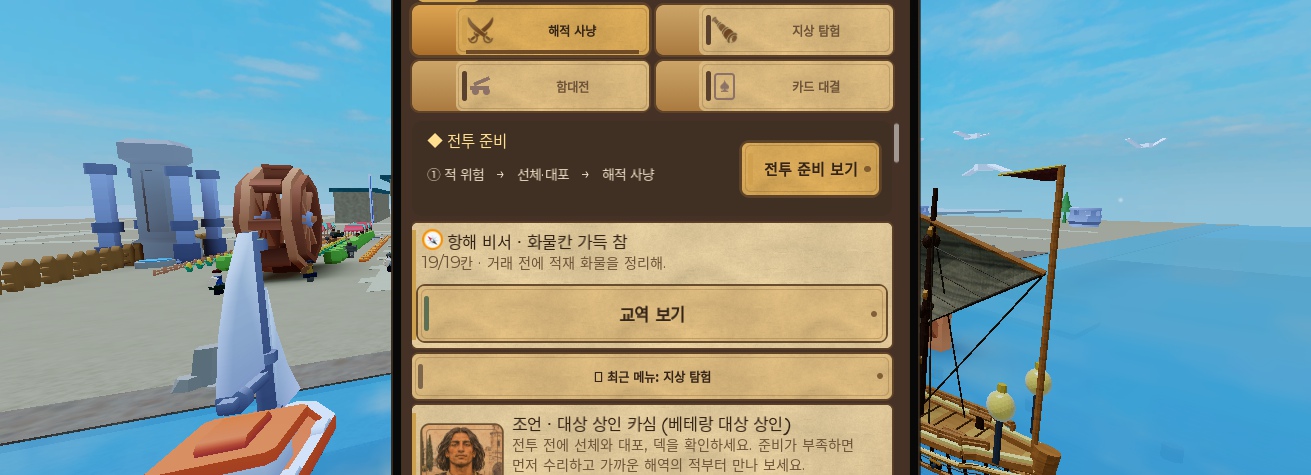 해적 사냥
지상 탐험
함대전
카드 대결
◆ 전투 준비
① 적 위험 → 선체·대포 → 해적 사냥
전투 준비 보기
항해 비서 · 화물칸 가득 참
19/19칸 · 거래 전에 적재 화물을 정리해.
교역 보기
최근 메뉴: 지상 탐험
조언 · 대상 상인 카심 (베테랑 대상 상인)
전투 전에 선체와 대포, 덱을 확인하세요. 준비가 부족하면
먼저 수리하고 가까운 해역의 적부터 만나 보세요.